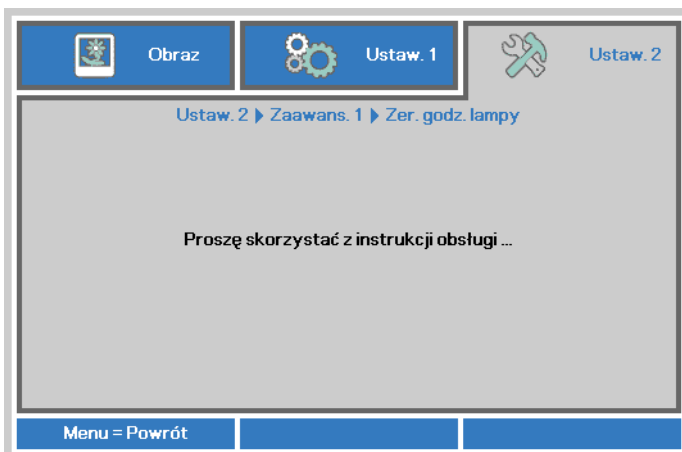 Obraz
Ustaw. 1
Ustaw. 2
Ustaw. 2 Zaawans. 1 Zer. godz. lampy
Proszę skorzystać z instrukcji obsługi ...
Menu = Powrót